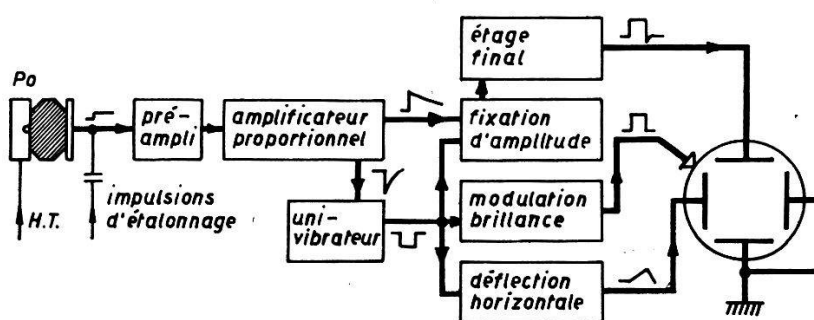 étage
final
Po
pré-
ampli
amplificateur
proportionnel
fixation
d'amplitude
H.T.
impulsions
d'étalonnage
uni-
vibrateur
modulation
brillance
déflection
horizontale